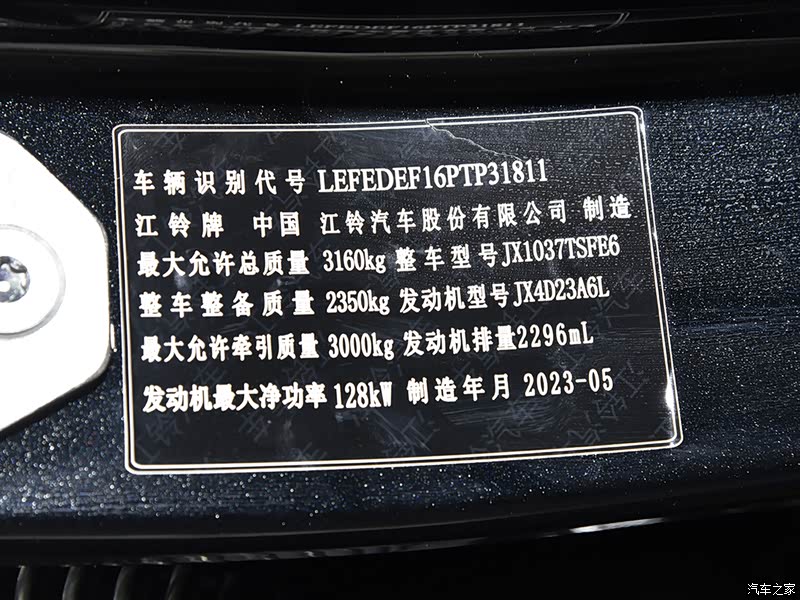 车辆识别代号 LEFEDEF16PTP31811
江铃牌 中国 江铃汽车股份有限公司 制造
最大允许总质量 3160kg 整车型号JX1037TSFE6
整车整备质量 2350kg 发动机型号JX4D23A6L
最大允许牵引质量 3000kg 发动机排量2296mL
发动机最大净功率 128kW 制造年月 2023-05
汽车之家